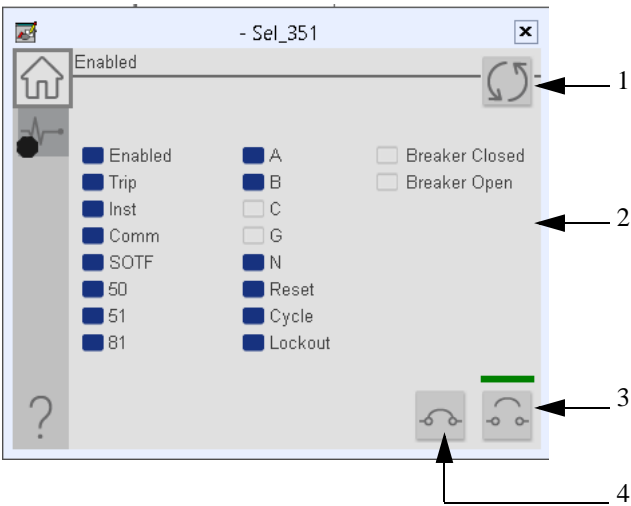 - Sel_351
Enabled
1
Enabled
A
Breaker Closed
Trip
B
Breaker Open
Inst
C
2
Comm
G
SOTF
N
50
Reset
51
Cycle
81
Lockout
?
3
4